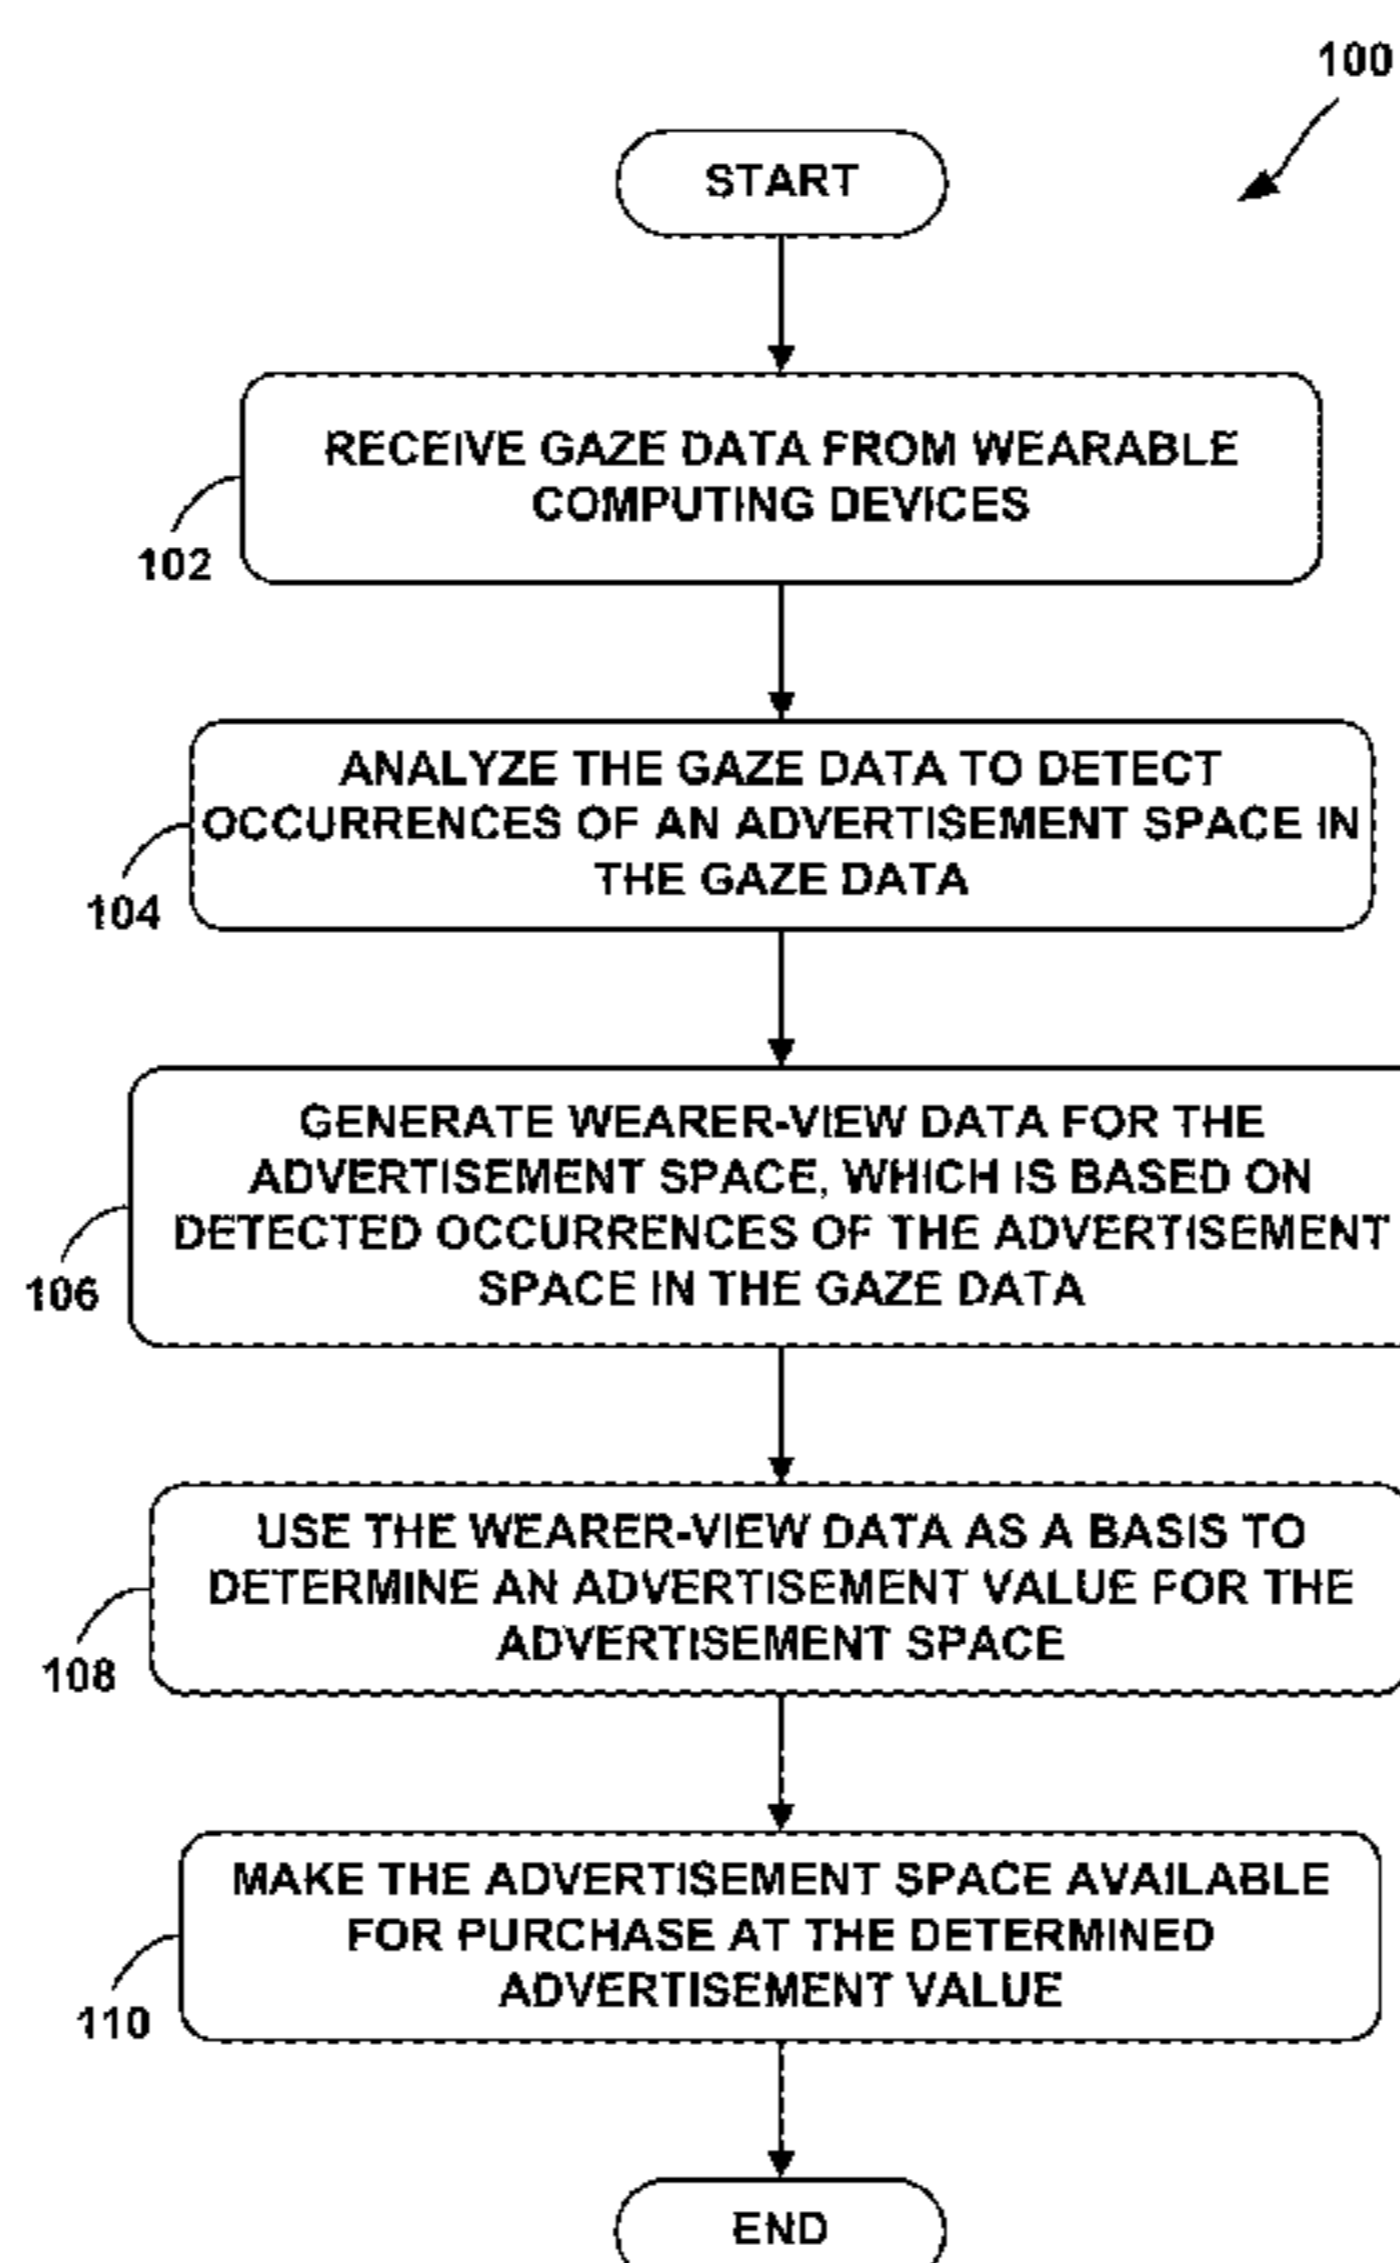 100
START
RECEIVE GAZE DATA FROM WEARABLE
COMPUTING DEVICES
102
ANALYZE THE GAZE DATA TO DETECT
OCCURRENCES OF AN ADVERTISEMENT SPACE IN
THE GAZE DATA
104
GENERATE WEARER-VIEW DATA FOR THE
ADVERTISEMENT SPACE, WHICH IS BASED ON
DETECTED OCCURRENCES OF THE ADVERTISEMENT
SPACE IN THE GAZE DATA
106
USE THE WEARER-VIEW DATA AS A BASIS TO
DETERMINE AN ADVERTISEMENT VALUE FOR THE
ADVERTISEMENT SPACE
108
MAKE THE ADVERTISEMENT SPACE AVAILABLE
FOR PURCHASE AT THE DETERMINED
ADVERTISEMENT VALUE
110
END